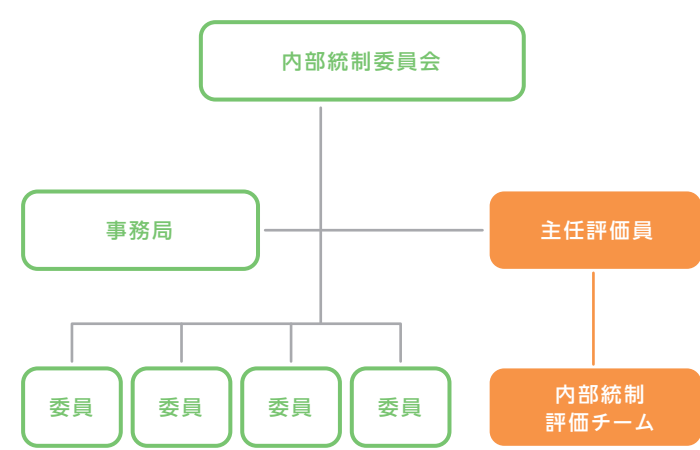 内部統制委員会
事務局
主任評価員
委員
委員
委員
委員
内部統制
評価チーム